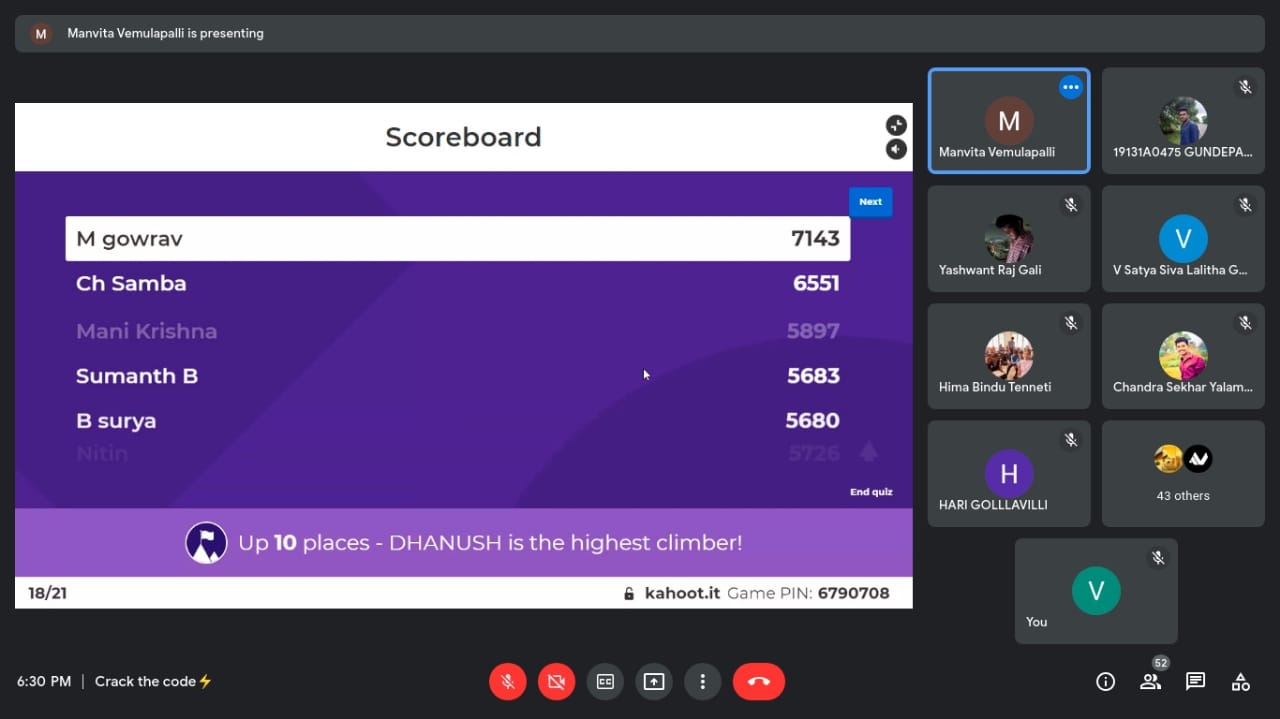 M
Manvita Vemulapalli is presenting
Scoreboard
Next
M gowrav 7143
Ch Samba 6551
Mani Krishna 5897
Sumanth B 5683
B surya 5680
Nitin 5726
End quiz
Up 10 places - DHANUSH is the highest climber!
18/21
kahoot.it Game PIN: 6790708
M
Manvita Vemulapalli
19131A0475 GUNDEPA...
Yashwant Raj Gali
V
V Satya Siva Lalitha G...
Hima Bindu Tenneti
Chandra Sekhar Yalam...
H
HARI GOLLLAVILLI
43 others
V
You
6:30 PM | Crack the code⚡
CC
52